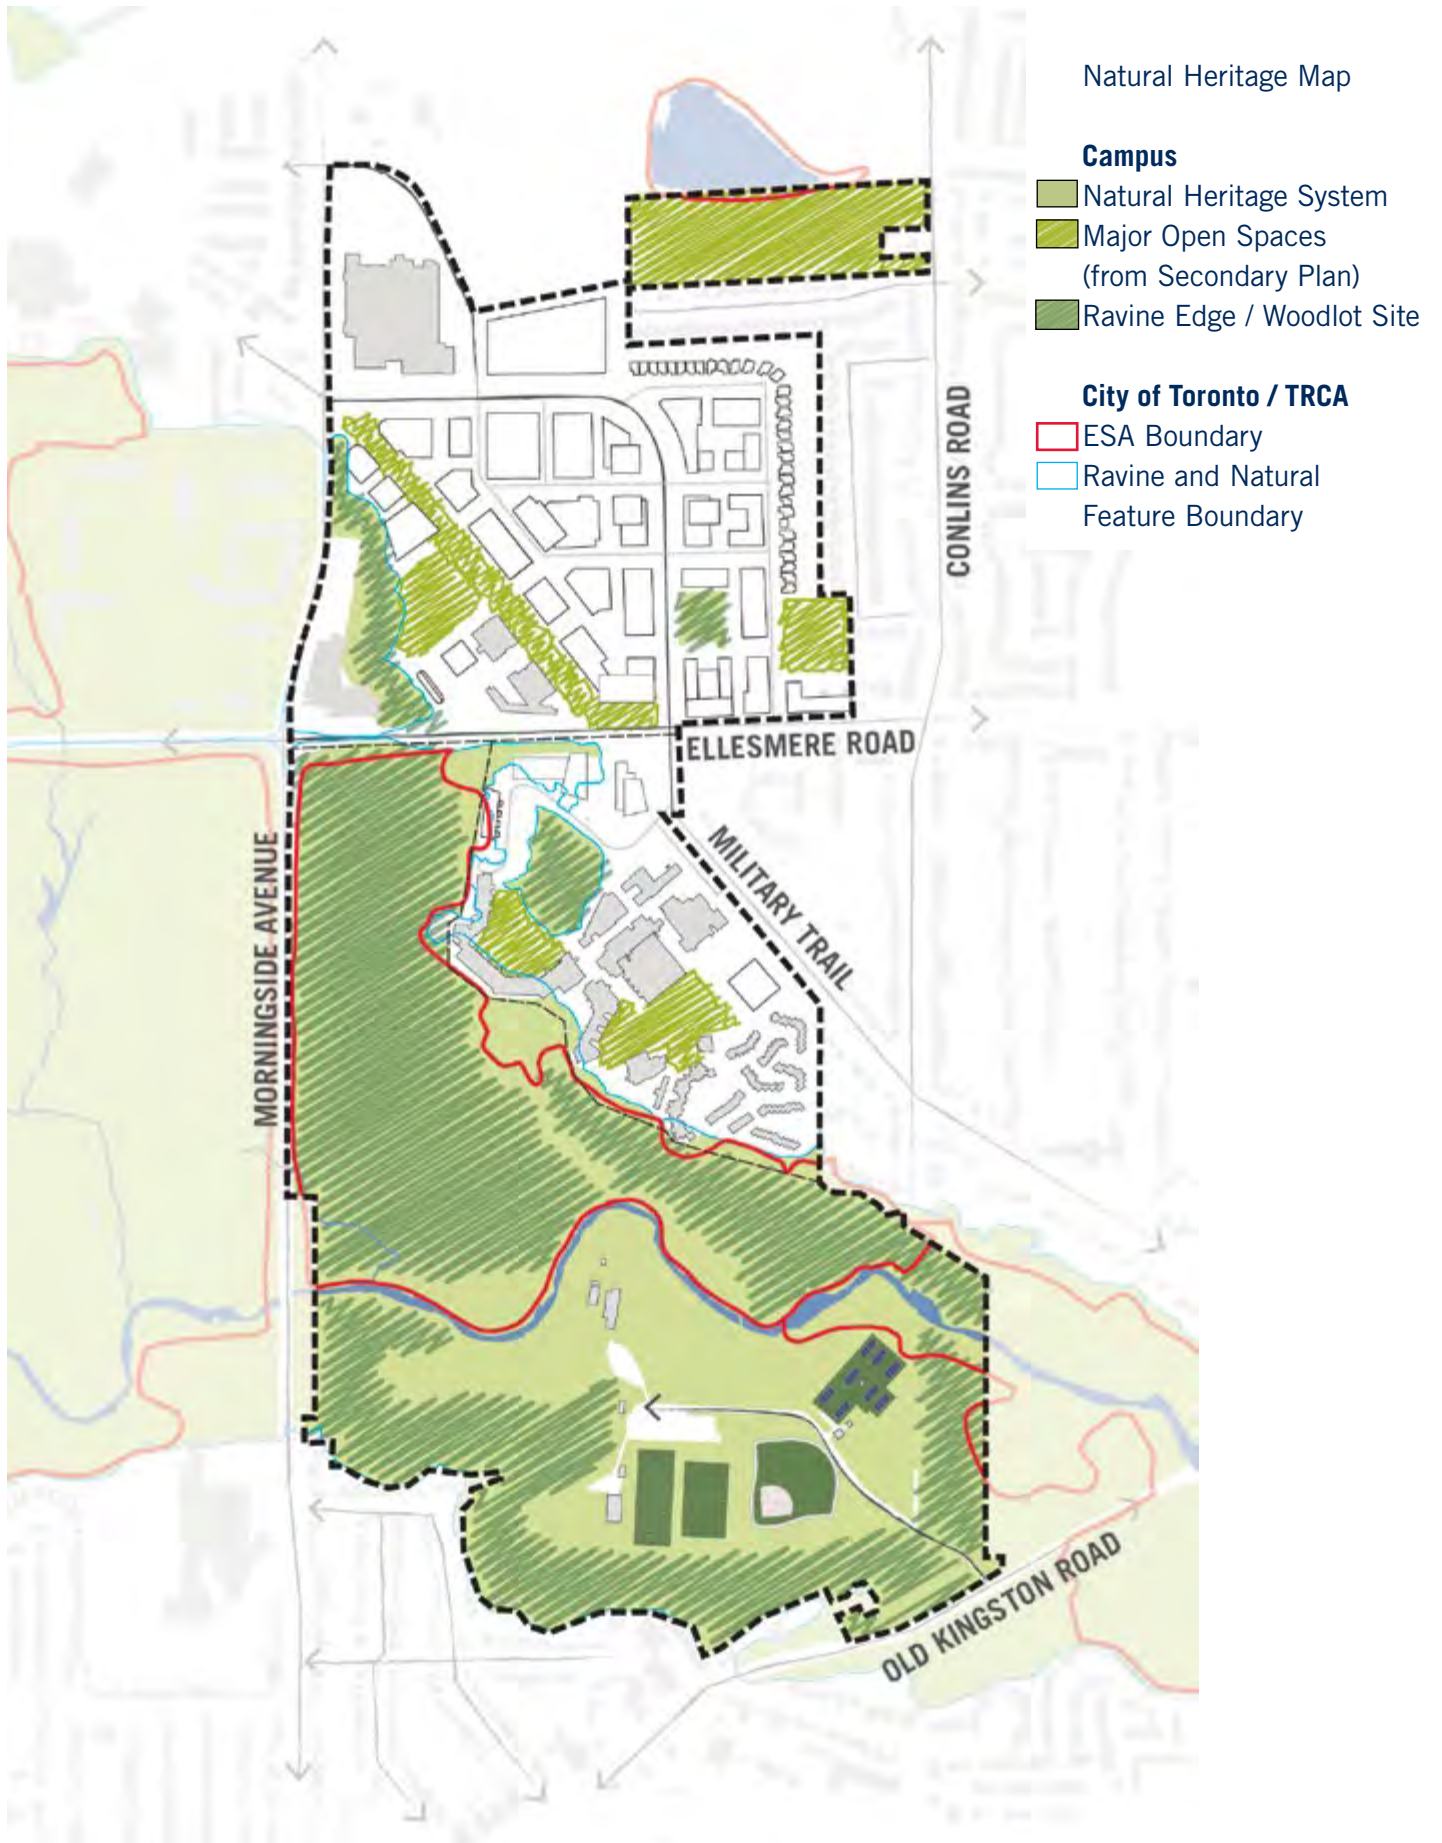 Natural Heritage Map
Campus
Natural Heritage System
Major Open Spaces
(from Secondary Plan)
Ravine Edge / Woodlot Site
City of Toronto / TRCA
ESA Boundary
Ravine and Natural
Feature Boundary
CONLINS ROAD
ELLESMERE ROAD
MILITARY TRAIL
MORNINGSIDE AVENUE
OLD KINGSTON ROAD